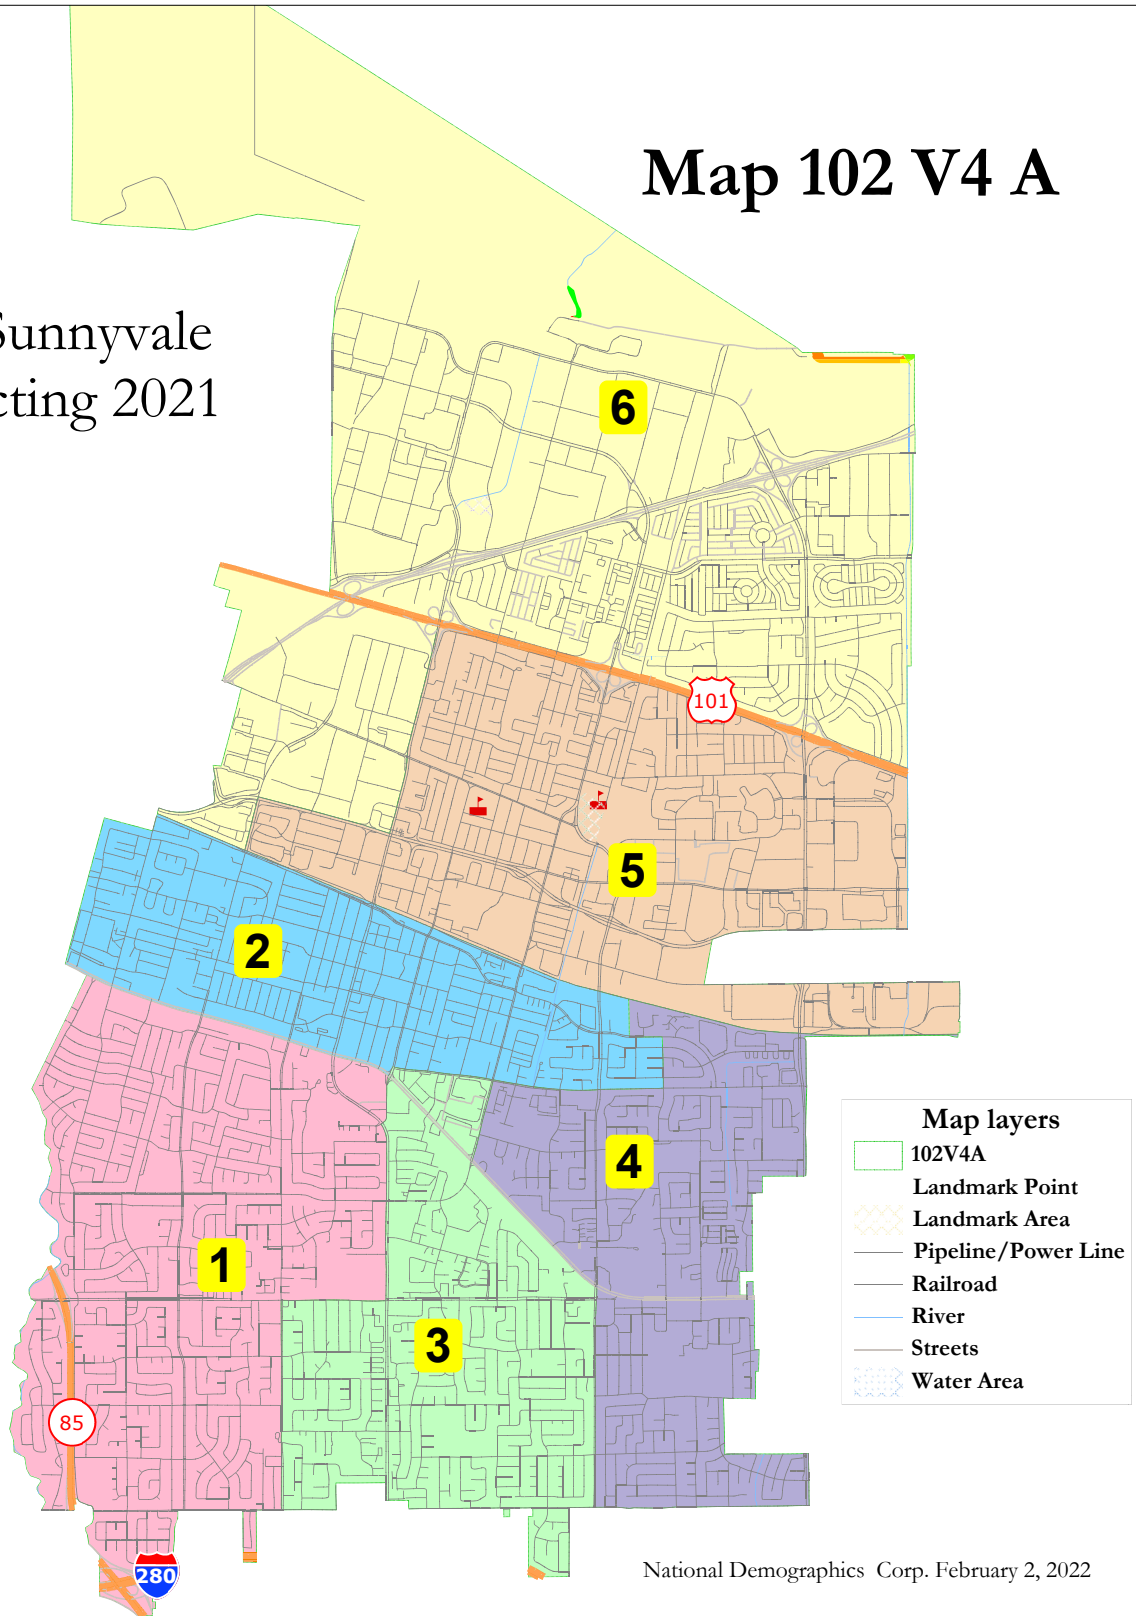 Map 102 V4 A
Sunnyvale
cting 2021
6
101
5
2
4
1
3
85
280
Map layers
102V4A
Landmark Point
Landmark Area
Pipeline/Power Line
Railroad
River
Streets
Water Area
National Demographics Corp. February 2, 2022